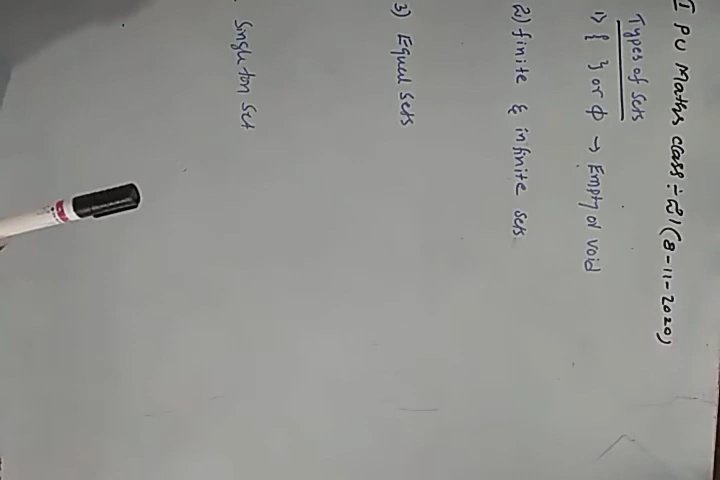 I PU Maths class :- 21 (8-11-2020)
Types of Sets
1) { } or ϕ → Empty or void
2) finite & infinite sets
3) Equal sets
. Singleton Set